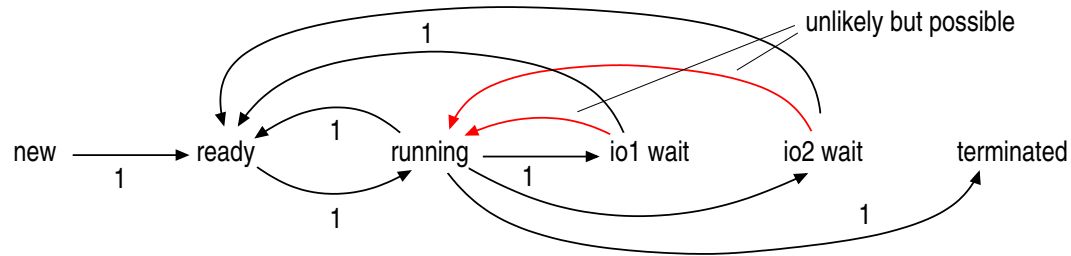 unlikely but possible
1
1
new
ready
running
io1 wait
io2 wait
terminated
1
1
1
1